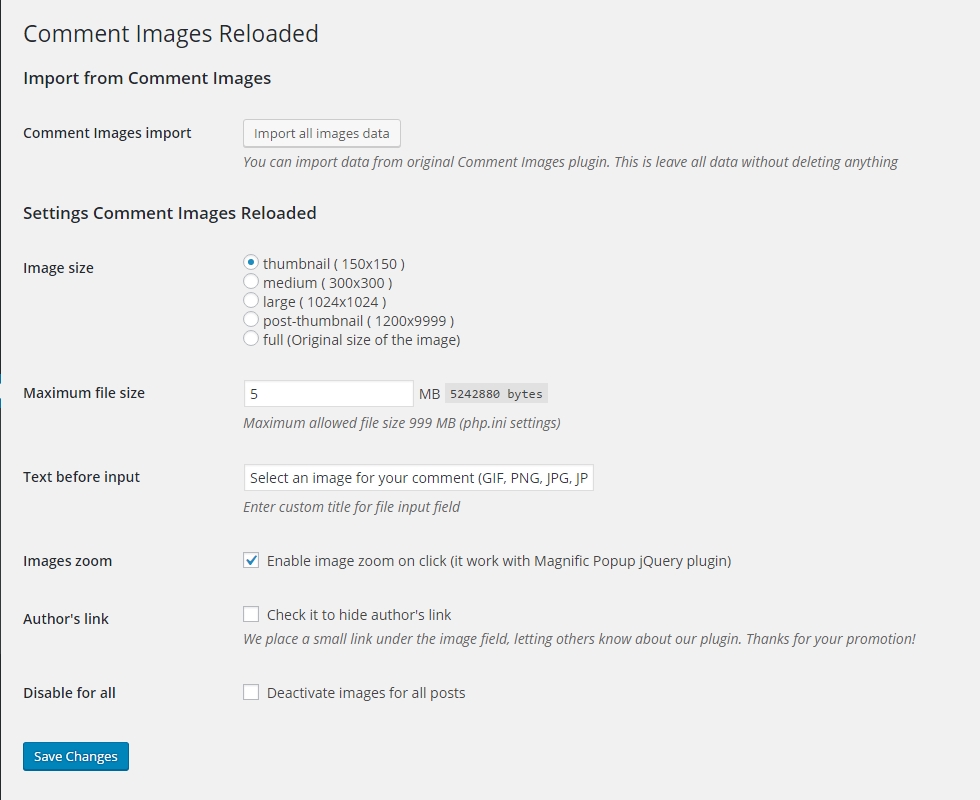 Comment Images Reloaded
Import from Comment Images
Comment Images import
Import all images data
You can import data from original Comment Images plugin. This is leave all data without deleting anything
Settings Comment Images Reloaded
Image size
thumbnail ( 150x150 )
medium ( 300x300 )
large ( 1024x1024 )
post-thumbnail ( 1200x9999 )
full (Original size of the image)
Maximum file size
5 MB 5242880 bytes
Maximum allowed file size 999 MB (php.ini settings)
Text before input
Select an image for your comment (GIF, PNG, JPG, JP
Enter custom title for file input field
Images zoom
Enable image zoom on click (it work with Magnific Popup jQuery plugin)
Author's link
Check it to hide author's link
We place a small link under the image field, letting others know about our plugin. Thanks for your promotion!
Disable for all
Deactivate images for all posts
Save Changes